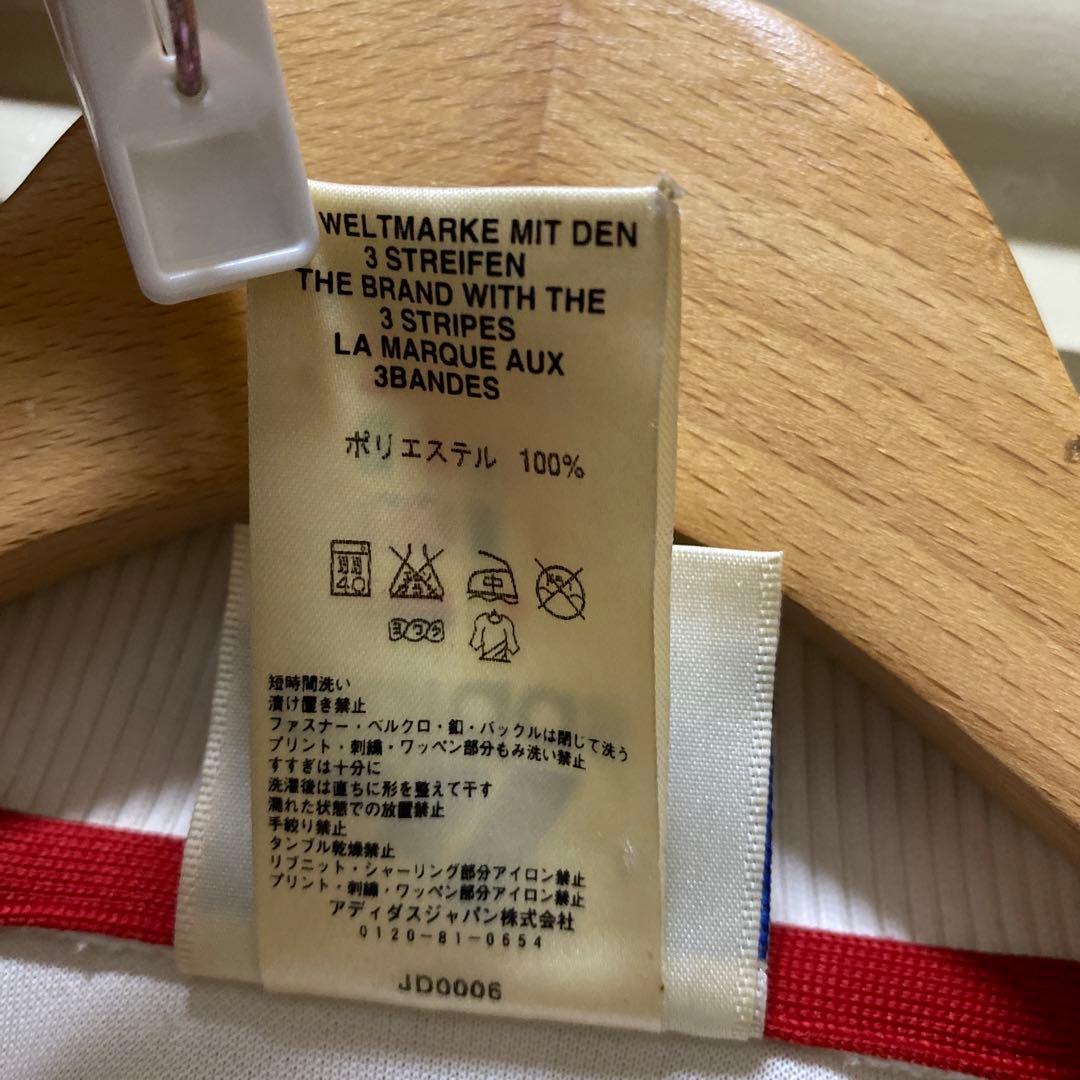 WELTMARKE MIT DEN
3 STREIFEN
THE BRAND WITH THE
3 STRIPES
LA MARQUE AUX
3BANDES
ポリエステル 100%
40
中
ヨワク
短時間洗い
漬け置き禁止
ファスナー・ベルクロ・釦・バックルは閉じて洗う
プリント・刺繍・ワッペン部分もみ洗い禁止
すすぎは十分に
洗濯後は直ちに形を整えて干す
濡れた状態での放置禁止
手絞り禁止
タンブル乾燥禁止
リブニット・シャーリング部分アイロン禁止
プリント・刺繍・ワッペン部分アイロン禁止
アディダスジャパン株式会社
0120-81-0654
JD0006